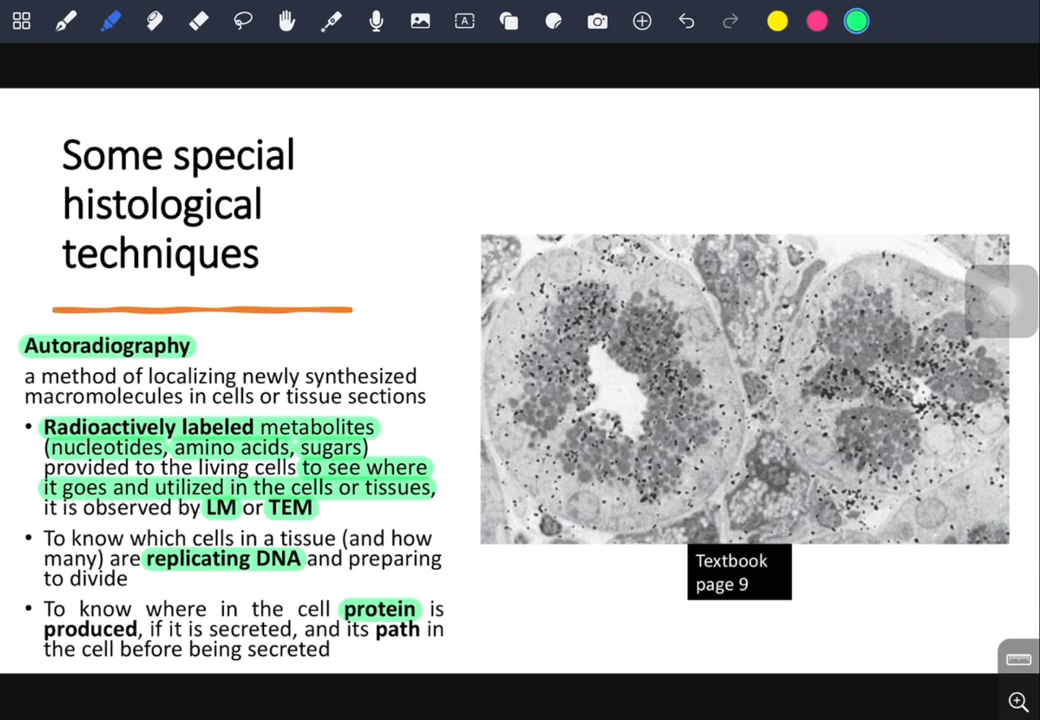 A
Some special
histological
techniques
Autoradiography
a method of localizing newly synthesized
macromolecules in cells or tissue sections
• Radioactively labeled metabolites
(nucleotides, amino acids, sugars)
provided to the living cells to see where
it goes and utilized in the cells or tissues,
it is observed by LM or TEM
• To know which cells in a tissue (and how
many) are replicating DNA and preparing
to divide
• To know where in the cell protein is
produced, if it is secreted, and its path in
the cell before being secreted
Textbook
page 9